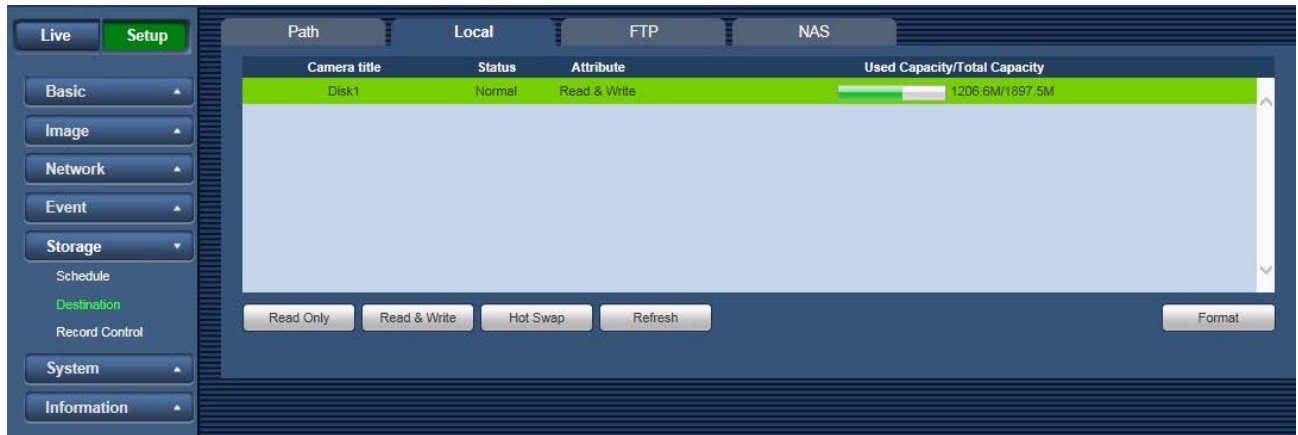 Live Setup
Basic
Image
Network
Event
Storage
Schedule
Destination
Record Control
System
Information
Path Local FTP NAS
Camera title Status Attribute Used Capacity/Total Capacity
Disk1 Normal Read & Write 1206.6M/1897.5M
Read Only Read & Write Hot Swap Refresh Format